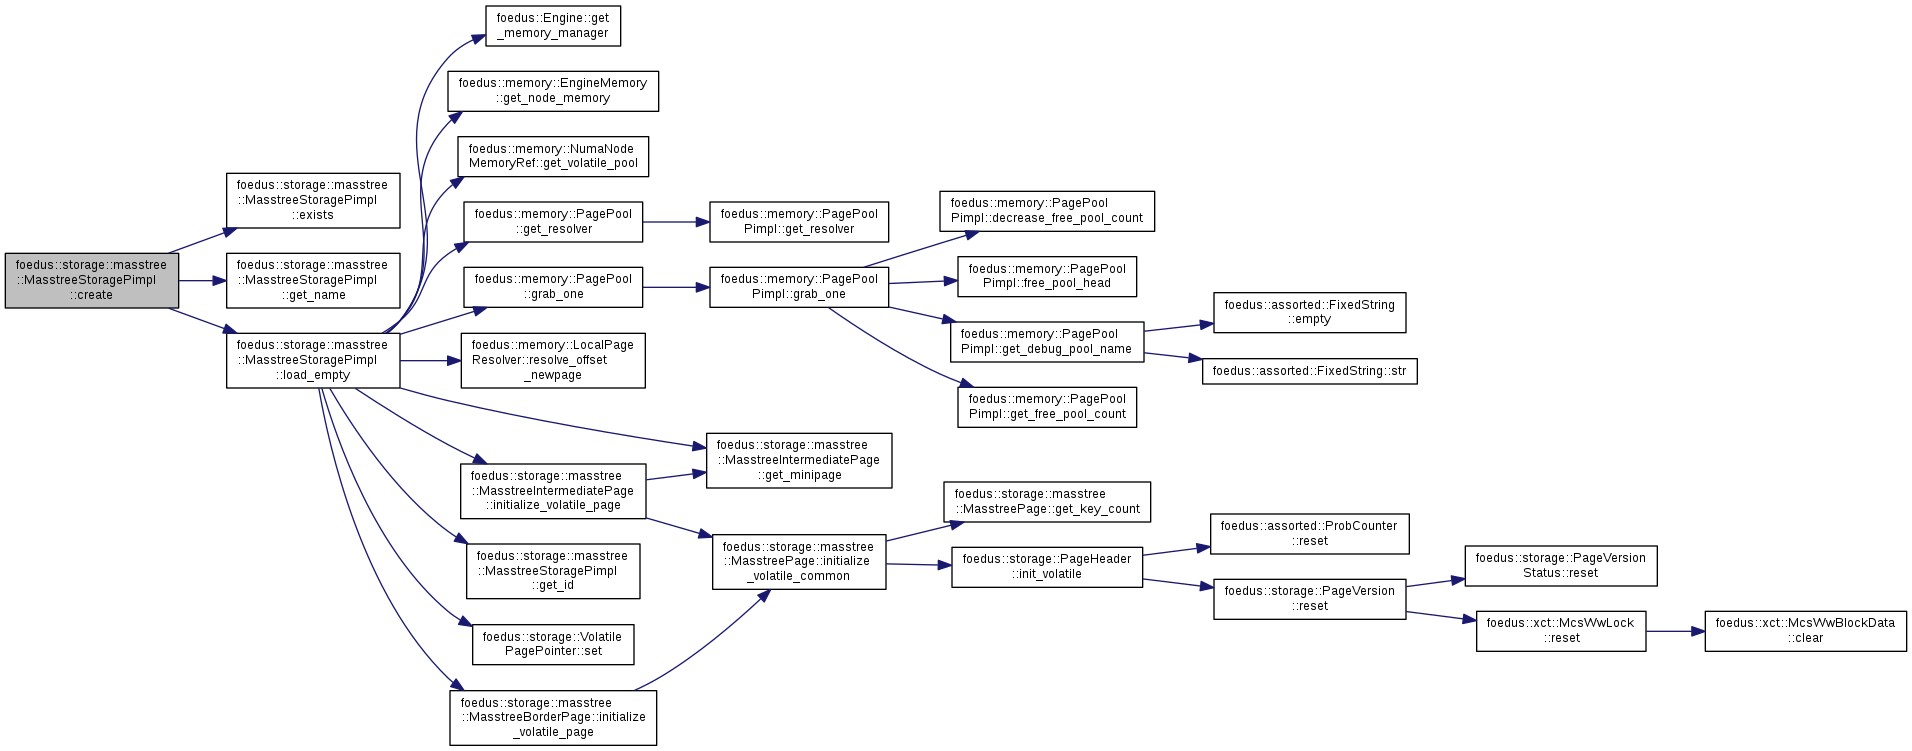 foedus::storage::masstree
::MasstreeStoragePimpl
::create
foedus::storage::masstree
::MasstreeStoragePimpl
::exists
foedus::storage::masstree
::MasstreeStoragePimpl
::get_name
foedus::storage::masstree
::MasstreeStoragePimpl
::load_empty
foedus::Engine::get
_memory_manager
foedus::memory::EngineMemory
::get_node_memory
foedus::memory::NumaNode
MemoryRef::get_volatile_pool
foedus::memory::PagePool
::get_resolver
foedus::memory::PagePool
::grab_one
foedus::memory::LocalPage
Resolver::resolve_offset
_newpage
foedus::storage::masstree
::MasstreeIntermediatePage
::initialize_volatile_page
foedus::storage::masstree
::MasstreeStoragePimpl
::get_id
foedus::storage::Volatile
PagePointer::set
foedus::storage::masstree
::MasstreeBorderPage::initialize
_volatile_page
foedus::memory::PagePool
Pimpl::get_resolver
foedus::memory::PagePool
Pimpl::grab_one
foedus::storage::masstree
::MasstreeIntermediatePage
::get_minipage
foedus::storage::masstree
::MasstreePage::initialize
_volatile_common
foedus::memory::PagePool
Pimpl::decrease_free_pool_count
foedus::memory::PagePool
Pimpl::free_pool_head
foedus::memory::PagePool
Pimpl::get_debug_pool_name
foedus::memory::PagePool
Pimpl::get_free_pool_count
foedus::storage::masstree
::MasstreePage::get_key_count
foedus::storage::PageHeader
::init_volatile
foedus::assorted::FixedString
::empty
foedus::assorted::FixedString::str
foedus::assorted::ProbCounter
::reset
foedus::storage::PageVersion
::reset
foedus::storage::PageVersion
Status::reset
foedus::xct::McsWwLock
::reset
foedus::xct::McsWwBlockData
::clear